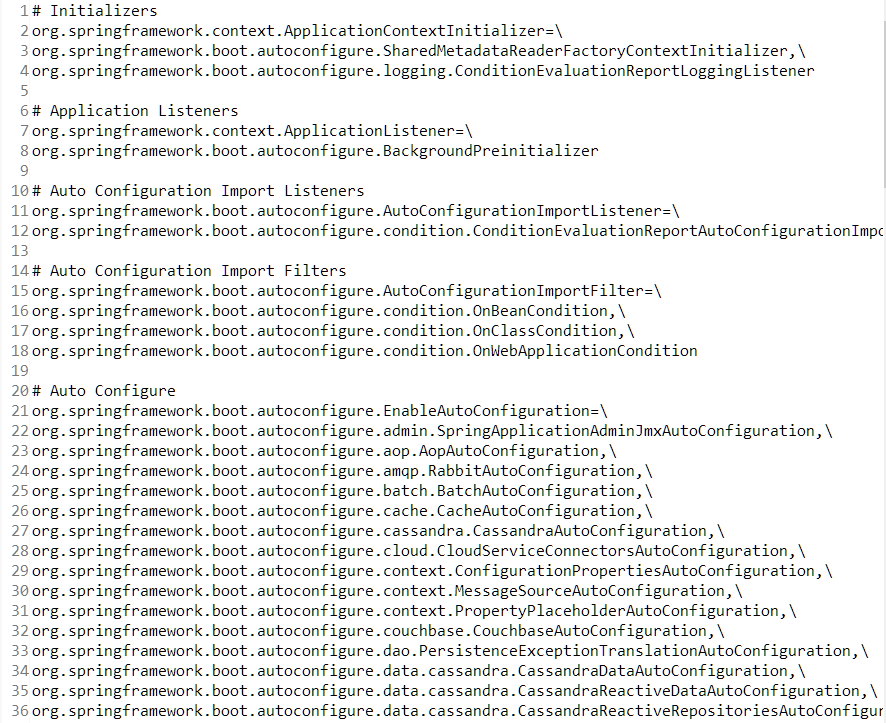 1 # Initializers
2 org.springframework.context.ApplicationContextInitializer=\
3 org.springframework.boot.autoconfigure.SharedMetadataReaderFactoryContextInitializer,\
4 org.springframework.boot.autoconfigure.logging.ConditionEvaluationReportLoggingListener
5
6 # Application Listeners
7 org.springframework.context.ApplicationListener=\
8 org.springframework.boot.autoconfigure.BackgroundPreinitializer
9
10 # Auto Configuration Import Listeners
11 org.springframework.boot.autoconfigure.AutoConfigurationImportListener=\
12 org.springframework.boot.autoconfigure.condition.ConditionEvaluationReportAutoConfigurationImpo
13
14 # Auto Configuration Import Filters
15 org.springframework.boot.autoconfigure.AutoConfigurationImportFilter=\
16 org.springframework.boot.autoconfigure.condition.OnBeanCondition,\
17 org.springframework.boot.autoconfigure.condition.OnClassCondition,\
18 org.springframework.boot.autoconfigure.condition.OnWebApplicationCondition
19
20 # Auto Configure
21 org.springframework.boot.autoconfigure.EnableAutoConfiguration=\
22 org.springframework.boot.autoconfigure.admin.SpringApplicationAdminJmxAutoConfiguration,\
23 org.springframework.boot.autoconfigure.aop.AopAutoConfiguration,\
24 org.springframework.boot.autoconfigure.amqp.RabbitAutoConfiguration,\
25 org.springframework.boot.autoconfigure.batch.BatchAutoConfiguration,\
26 org.springframework.boot.autoconfigure.cache.CacheAutoConfiguration,\
27 org.springframework.boot.autoconfigure.cassandra.CassandraAutoConfiguration,\
28 org.springframework.boot.autoconfigure.cloud.CloudServiceConnectorsAutoConfiguration,\
29 org.springframework.boot.autoconfigure.context.ConfigurationPropertiesAutoConfiguration,\
30 org.springframework.boot.autoconfigure.context.MessageSourceAutoConfiguration,\
31 org.springframework.boot.autoconfigure.context.PropertyPlaceholderAutoConfiguration,\
32 org.springframework.boot.autoconfigure.couchbase.CouchbaseAutoConfiguration,\
33 org.springframework.boot.autoconfigure.dao.PersistenceExceptionTranslationAutoConfiguration,\
34 org.springframework.boot.autoconfigure.data.cassandra.CassandraDataAutoConfiguration,\
35 org.springframework.boot.autoconfigure.data.cassandra.CassandraReactiveDataAutoConfiguration,\
36 org.springframework.boot.autoconfigure.data.cassandra.CassandraReactiveRepositoriesAutoConfigur